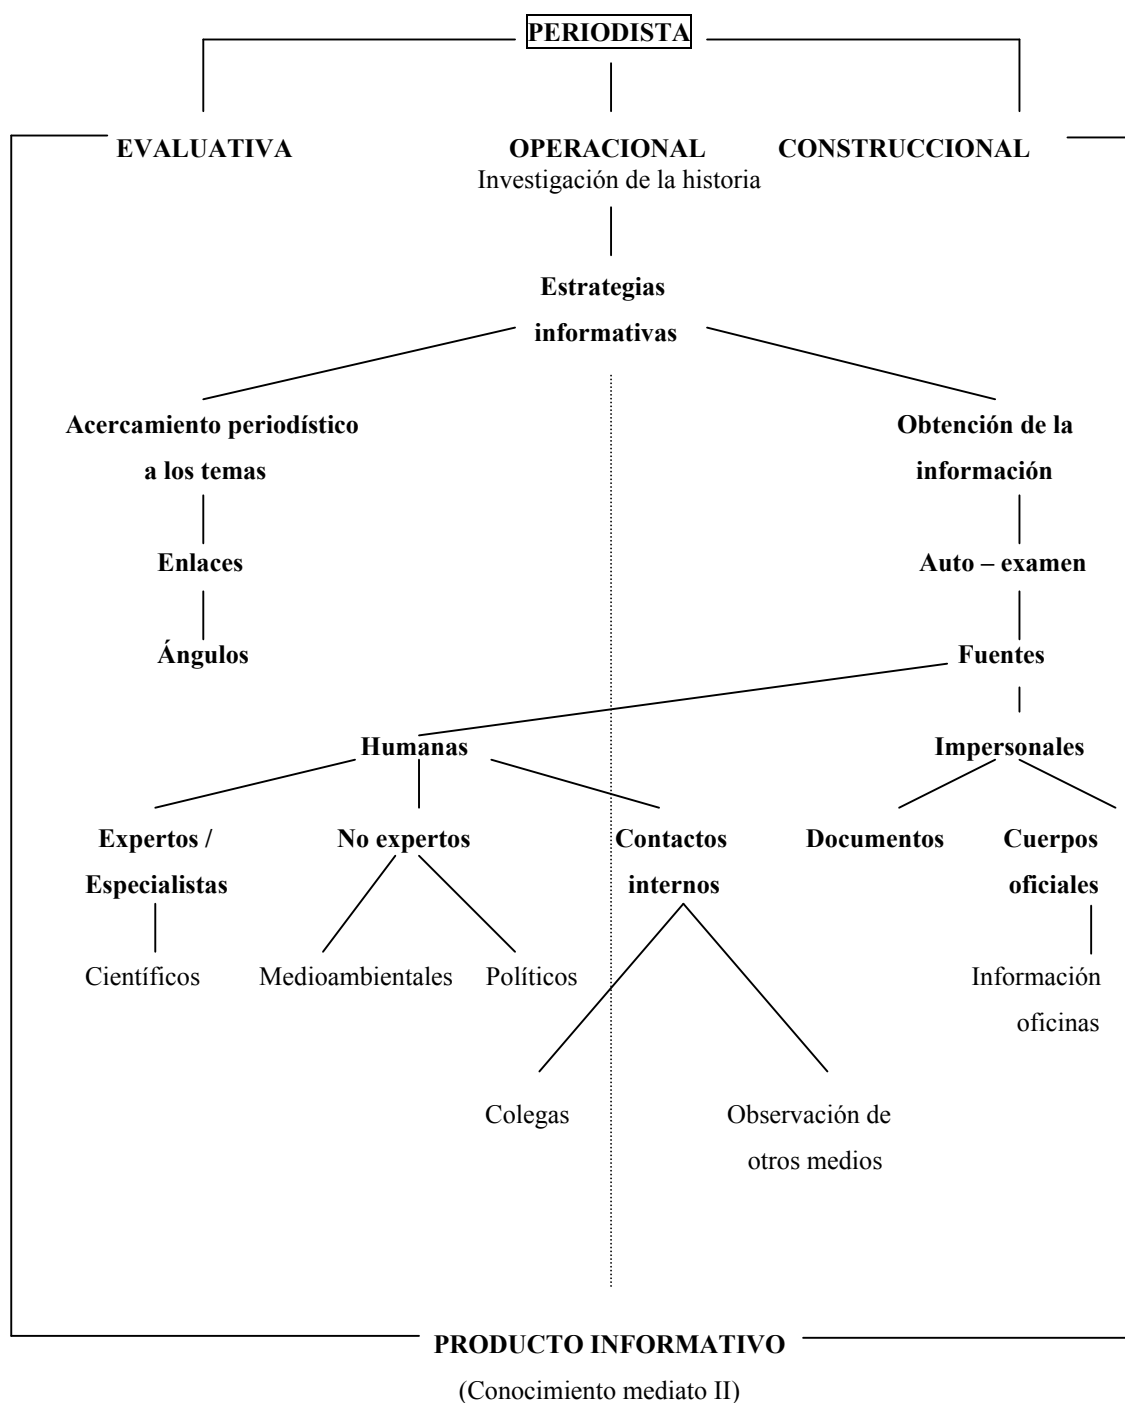 PERIODISTA
EVALUATIVA OPERACIONAL CONSTRUCCIONAL
Investigación de la historia
Estrategias
informativas
Acercamiento periodístico Obtención de la
a los temas información
Enlaces Auto – examen
Ángulos Fuentes
Humanas Impersonales
Expertos / No expertos Contactos Documentos Cuerpos
Especialistas internos oficiales
Científicos Medioambientales Políticos Información
oficinas
Colegas Observación de
otros medios
PRODUCTO INFORMATIVO
(Conocimiento mediato II)